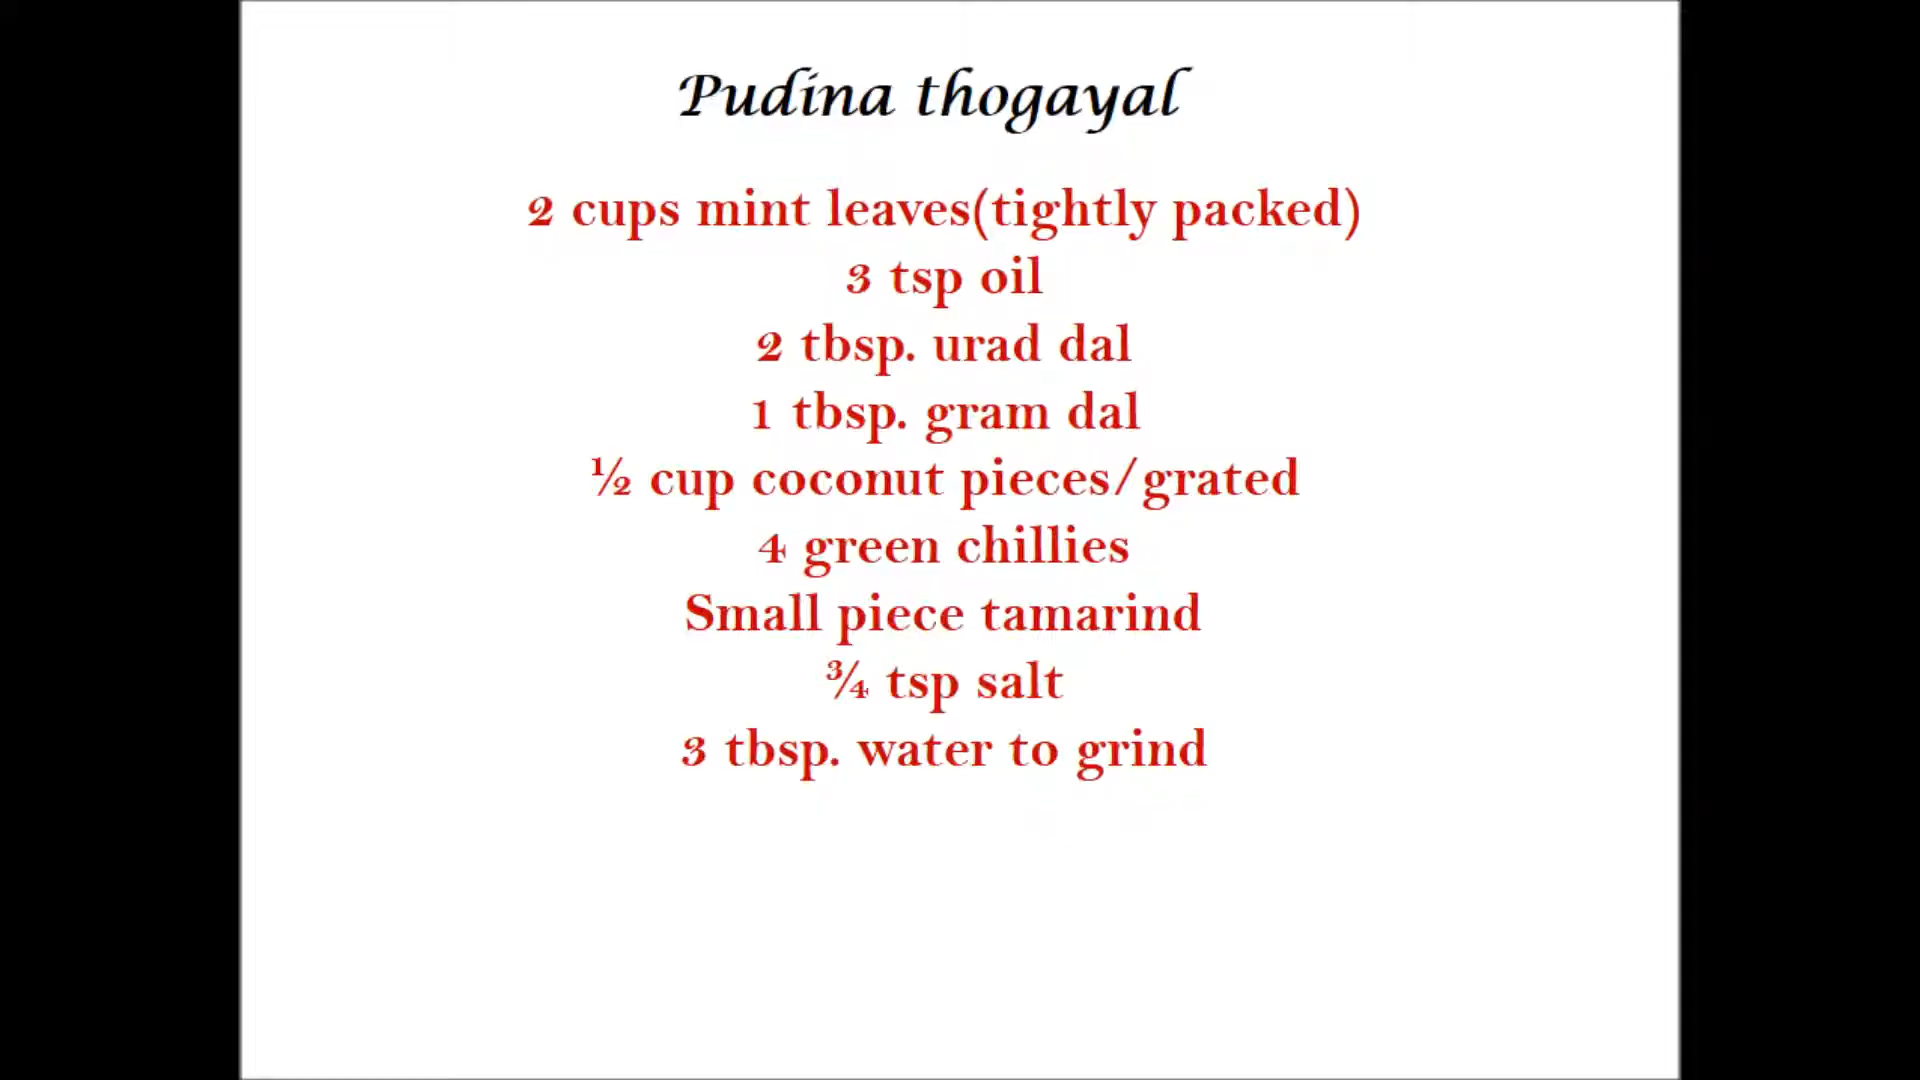 Pudina thogayal
2 cups mint leaves(tightly packed)
3 tsp oil
2 tbsp. urad dal
1 tbsp. gram dal
½ cup coconut pieces/grated
4 green chillies
Small piece tamarind
¾ tsp salt
3 tbsp. water to grind